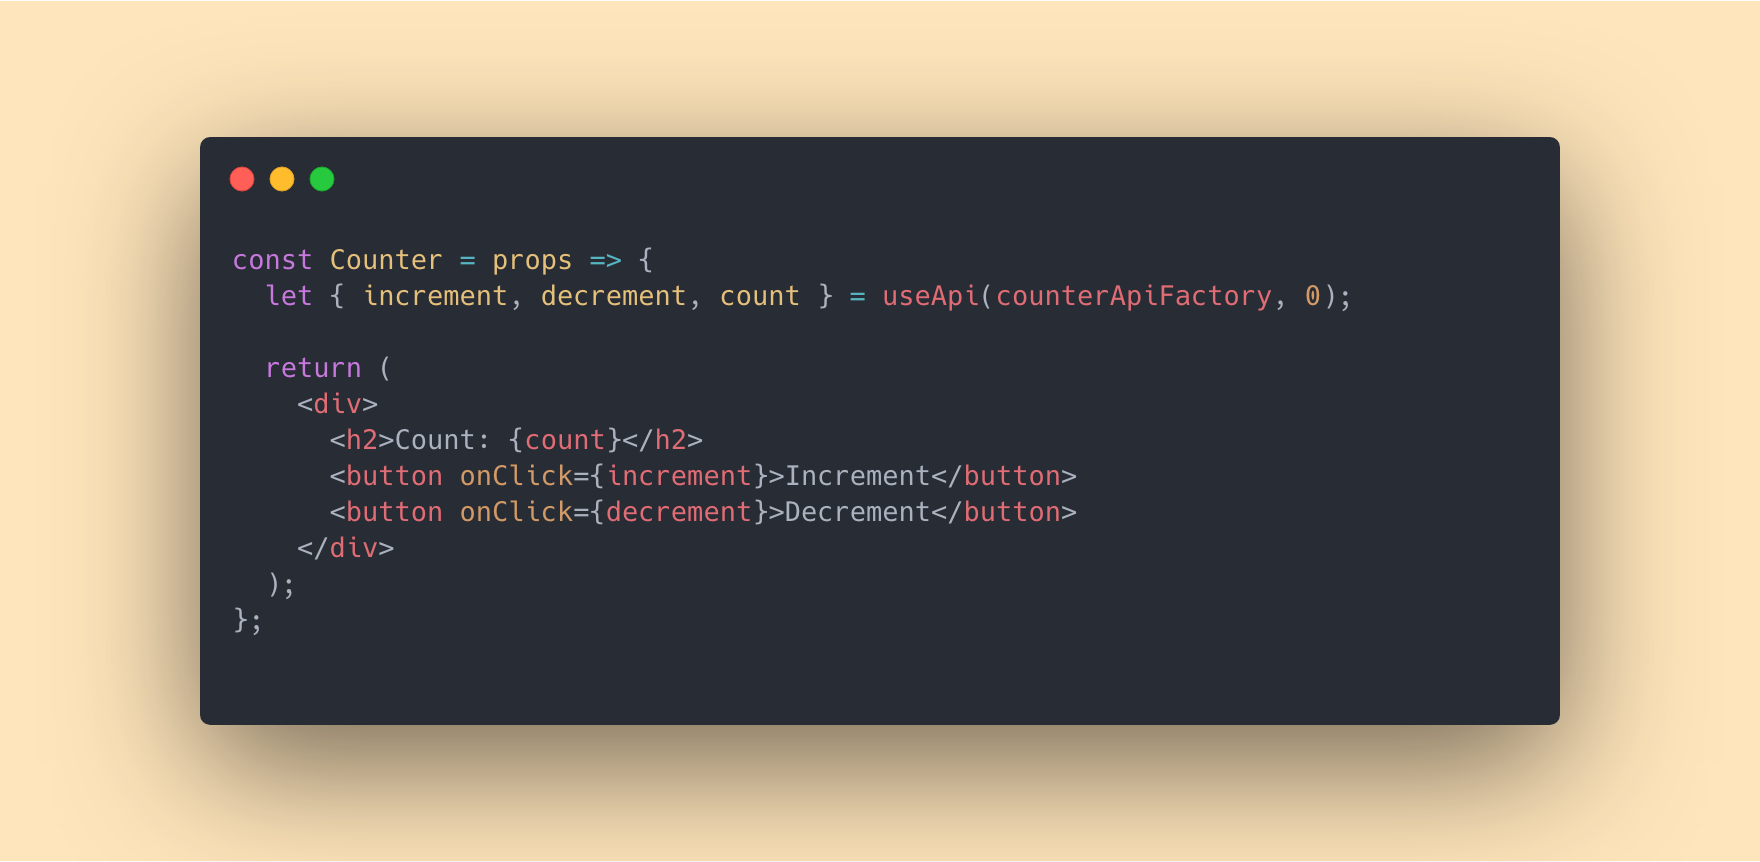 const Counter = props => {
  let { increment, decrement, count } = useApi(counterApiFactory, 0);

  return (
    <div>
      <h2>Count: {count}</h2>
      <button onClick={increment}>Increment</button>
      <button onClick={decrement}>Decrement</button>
    </div>
  );
};